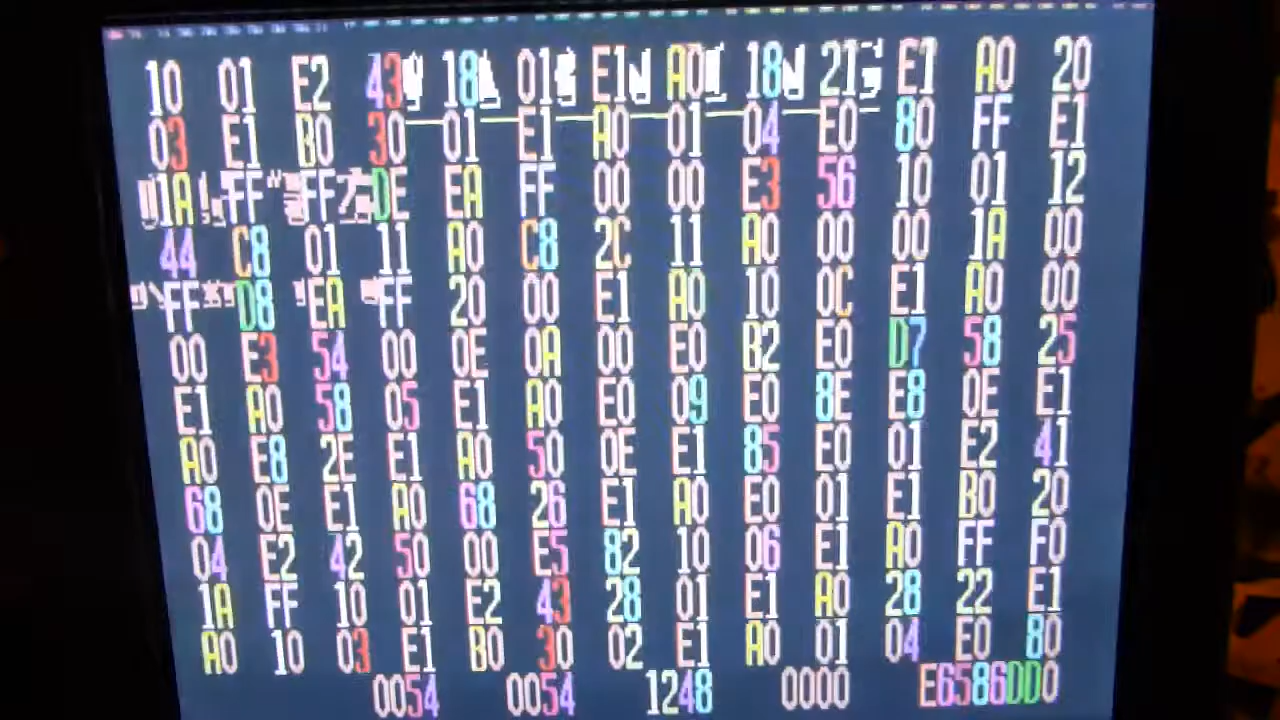 10 01 E2 43 18 01 E1 A0 18 21 E1 A0 20
03 E1 B0 30 01 E1 A0 01 04 E0 80 FF E1
1A FF FF DE EA FF 00 00 E3 56 10 01 12
44 C8 01 11 A0 C8 2C 11 A0 00 00 1A 00
FF D8 EA FF 20 00 E1 A0 10 0C E1 A0 00
00 E3 54 00 0E 0A 00 E0 B2 E0 D7 58 25
E1 A0 58 05 E1 A0 E0 09 E0 8E E8 0E E1
A0 E8 2E E1 A0 50 0E E1 85 E0 01 E2 41
68 0E E1 A0 68 26 E1 A0 E0 01 E1 B0 20
04 E2 42 50 00 E5 82 10 06 E1 A0 FF F0
1A FF 10 01 E2 43 28 01 E1 A0 28 22 E1
A0 10 03 E1 B0 30 02 E1 A0 01 04 E0 80
0054 0054 1248 0000 E6586DD0